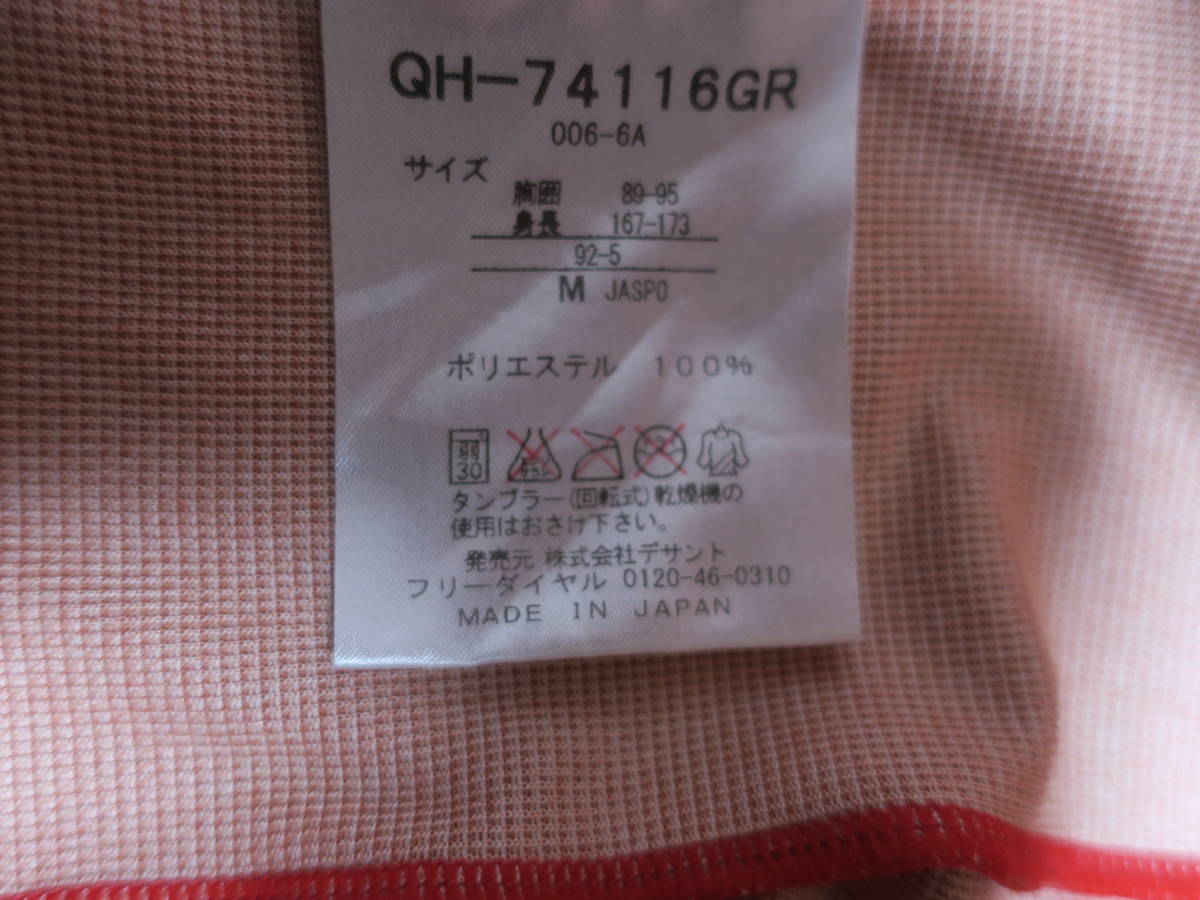 QH-74116GR
006-6A
サイズ
胸囲 89-95
身長 167-173
92-5
M JASPO
ポリエステル 100%
弱
30
タンブラー(回転式)乾燥機の
使用はおさけ下さい。
発売元 株式会社デサント
フリーダイヤル 0120-46-0310
MADE IN JAPAN